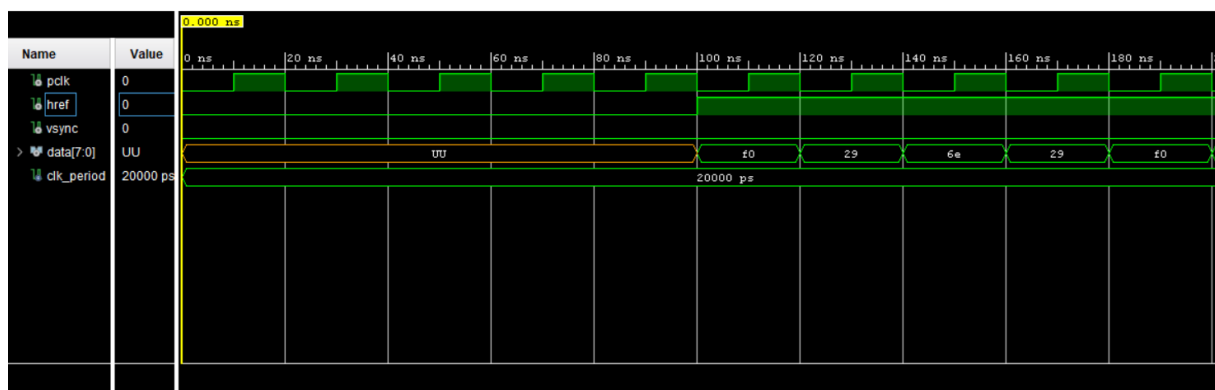 0.000 ns
Name Value 0 ns 20 ns 40 ns 60 ns 80 ns 100 ns 120 ns 140 ns 160 ns 180 ns
pclk 0
href 0
vsync 0
data[7:0] UU UU f0 29 6e 29 f0
clk_period 20000 ps 20000 ps